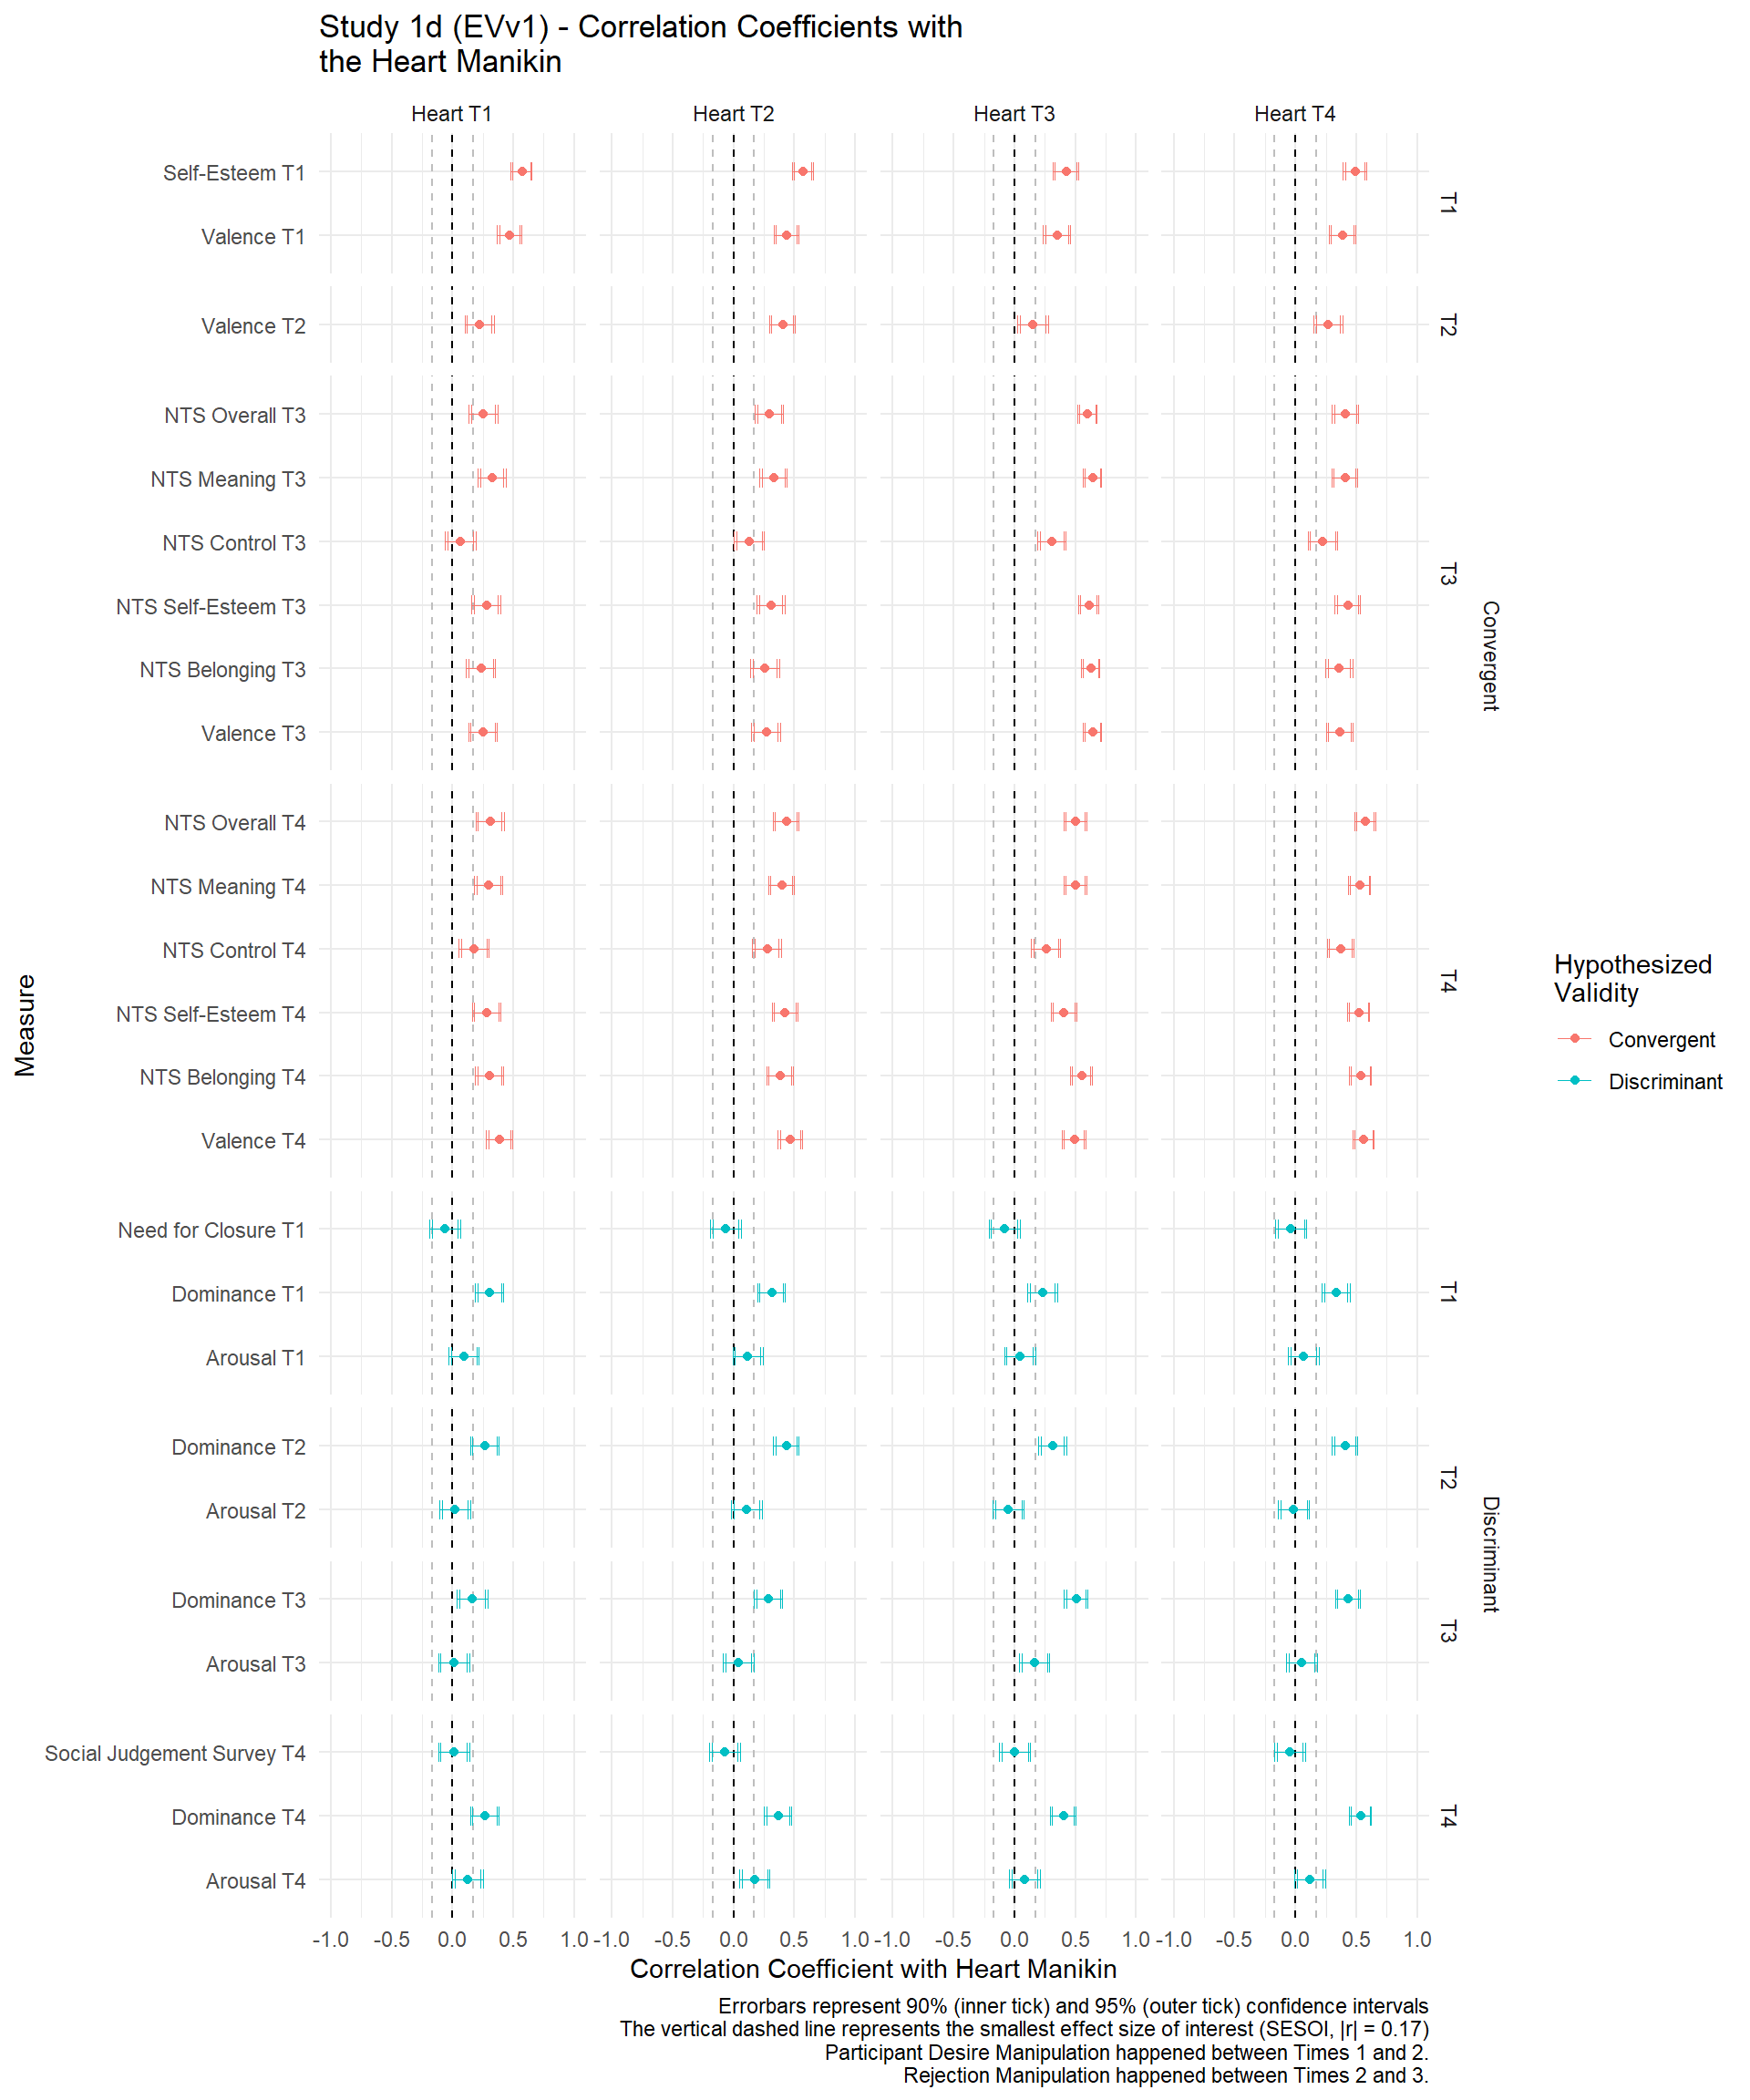 Study 1d (EVv1) - Correlation Coefficients with
the Heart Manikin
Heart T1
Heart T2
Heart T3
Heart T4
Self-Esteem T1
Valence T1
T1
Valence T2
T2
NTS Overall T3
NTS Meaning T3
NTS Control T3
NTS Self-Esteem T3
NTS Belonging T3
Valence T3
T3
Convergent
NTS Overall T4
NTS Meaning T4
NTS Control T4
NTS Self-Esteem T4
NTS Belonging T4
Valence T4
T4
Measure
Need for Closure T1
Dominance T1
Arousal T1
T1
Dominance T2
Arousal T2
T2
Discriminant
Dominance T3
Arousal T3
T3
Social Judgement Survey T4
Dominance T4
Arousal T4
T4
-1.0 -0.5 0.0 0.5 1.0 -1.0 -0.5 0.0 0.5 1.0 -1.0 -0.5 0.0 0.5 1.0 -1.0 -0.5 0.0 0.5 1.0
Correlation Coefficient with Heart Manikin
Hypothesized
Validity
Convergent
Discriminant
Errorbars represent 90% (inner tick) and 95% (outer tick) confidence intervals
The vertical dashed line represents the smallest effect size of interest (SESOI, |r| = 0.17)
Participant Desire Manipulation happened between Times 1 and 2.
Rejection Manipulation happened between Times 2 and 3.